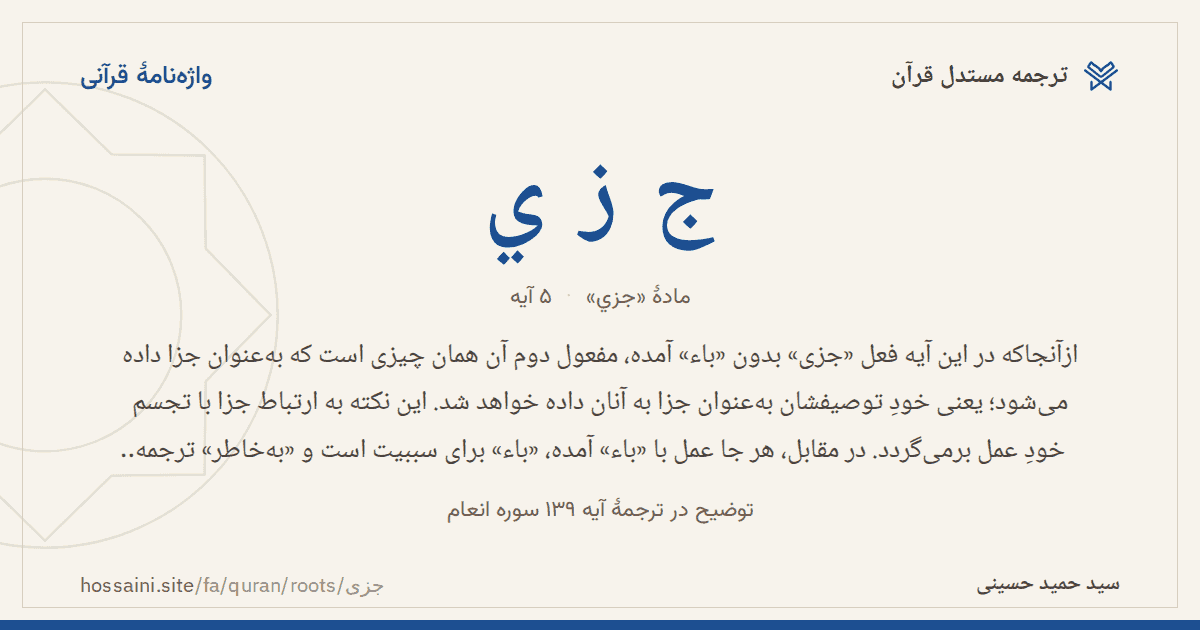 ترجمه مستدل قرآن
واژه‌نامهٔ قرآنی
ج ز ي
مادهٔ «جزي» · ۵ آیه
ازآنجاکه در این آیه فعل «جزی» بدون «باء» آمده، مفعول دوم آن همان چیزی است که به‌عنوان جزا داده
می‌شود؛ یعنی خودِ توصیفشان به‌عنوان جزا به آنان داده خواهد شد. این نکته به ارتباط جزا با تجسم
خودِ عمل برمی‌گردد. در مقابل، هر جا عمل با «باء» آمده، «باء» برای سببیت است و «به‌خاطر» ترجمه..
توضیح در ترجمهٔ آیه ۱۳۹ سوره انعام
سید حمید حسینی
hossaini.site/fa/quran/roots/جزی